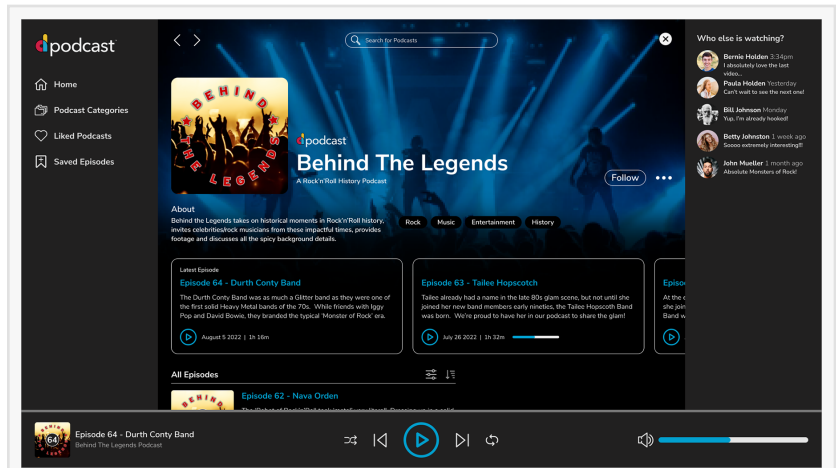 dpodcast
Home
Podcast Categories
Liked Podcasts
Saved Episodes
Search for Podcasts
BEHIND
THE LEGENDS
dpodcast
Behind The Legends
A Rock'n'Roll History Podcast
Follow
About
Behind the Legends takes on historical moments in Rock'n'Roll history,
invites celebrities/rock musicians from these impactful times, provides
footage and discusses all the spicy background details.
Rock Music Entertainment History
Latest Episode
Episode 64 - Durth Conty Band
The Durth Conty Band was as much a Glitter band as they were one of
the first solid Heavy Metal bands of the 70s. While friends with Iggy
Pop and David Bowie, they branded the typical 'Monster of Rock' era.
August 5 2022 | 1h 16m
Episode 63 - Tailee Hopscotch
Tailee already had a name in the late 80s glam scene, but not until she
joined her new band members early nineties, the Tailee Hopscoth Band
was born. We're proud to have her in our podcast to share the glam!
July 26 2022 | 1h 32m
Episo
At the e
she join
Band w
All Episodes
BEHIND
Episode 62 - Nava Orden
Who else is watching?
Bernie Holden 3:34pm
I absolutely love the last
video...
Paula Holden Yesterday
Can't wait to see the next one!
Bill Johnson Monday
Yup, I'm already hooked!
Betty Johnston 1 week ago
Soooo extremely interesting!!!
John Mueller 1 month ago
Absolute Monsters of Rock!
64
Episode 64 - Durth Conty Band
Behind The Legends Podcast